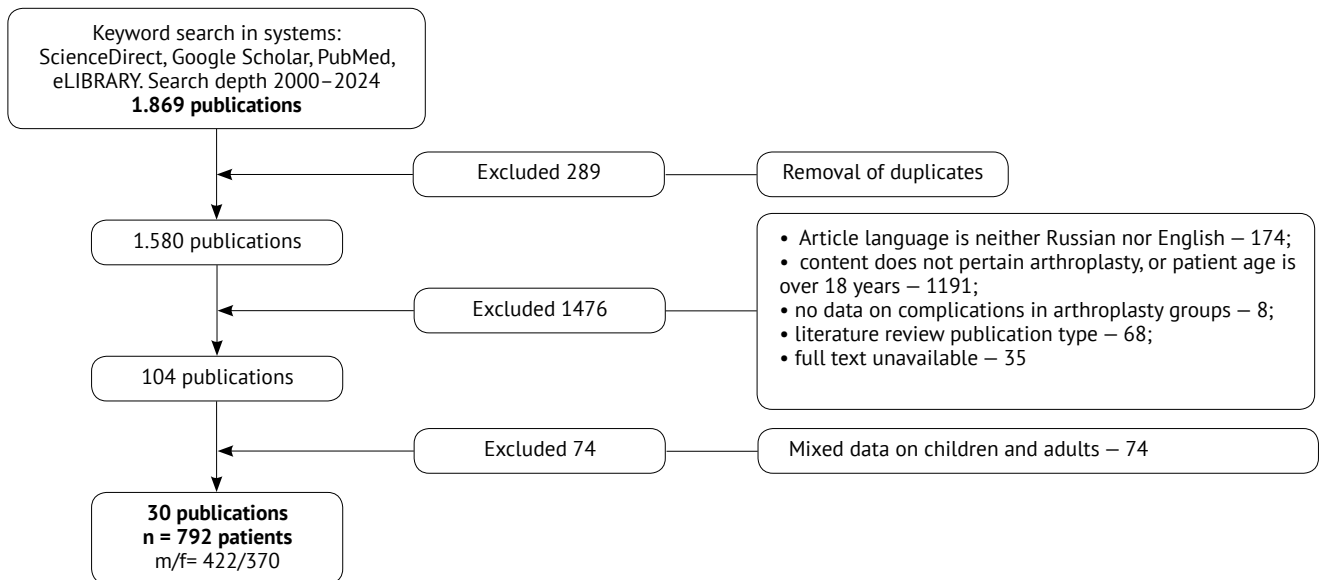 Keyword search in systems:
ScienceDirect, Google Scholar, PubMed,
eLIBRARY. Search depth 2000–2024
1.869 publications
Excluded 289
Removal of duplicates
1.580 publications
• Article language is neither Russian nor English — 174;
• content does not pertain arthroplasty, or patient age is
over 18 years — 1191;
• no data on complications in arthroplasty groups — 8;
• literature review publication type — 68;
• full text unavailable — 35
Excluded 1476
104 publications
Excluded 74
Mixed data on children and adults — 74
30 publications
n = 792 patients
m/f= 422/370